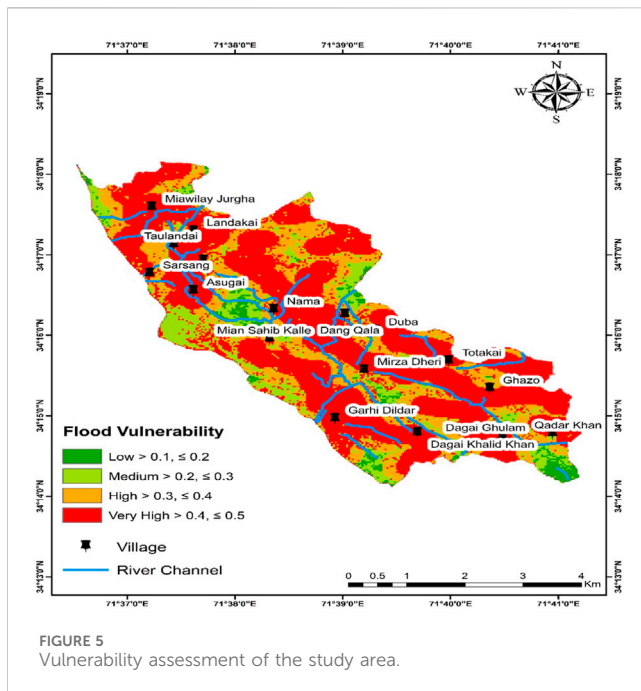 71°37'0"E 71°38'0"E 71°39'0"E 71°40'0"E 71°41'0"E
N
W E
S
34°19'0"N 34°19'0"N
34°18'0"N 34°18'0"N
Miawilay Jurgha
Landakai
Taulandai
34°17'0"N 34°17'0"N
Sarsang
Asugai
Nama
34°16'0"N 34°16'0"N
Mian Sahib Kalle Dang Qala Duba
Mirza Dheri Totakai
Ghazo
34°15'0"N 34°15'0"N
Garhi Dildar
Dagai Ghulam Qadar Khan
Dagai Khalid Khan
Flood Vulnerability
Low > 0.1, ≤ 0.2
Medium > 0.2, ≤ 0.3
High > 0.3, ≤ 0.4
Very High > 0.4, ≤ 0.5
Village
River Channel
34°14'0"N 34°14'0"N
34°13'0"N 34°13'0"N
0 0.5 1 2 3 4
Km
71°37'0"E 71°38'0"E 71°39'0"E 71°40'0"E 71°41'0"E
FIGURE 5
Vulnerability assessment of the study area.